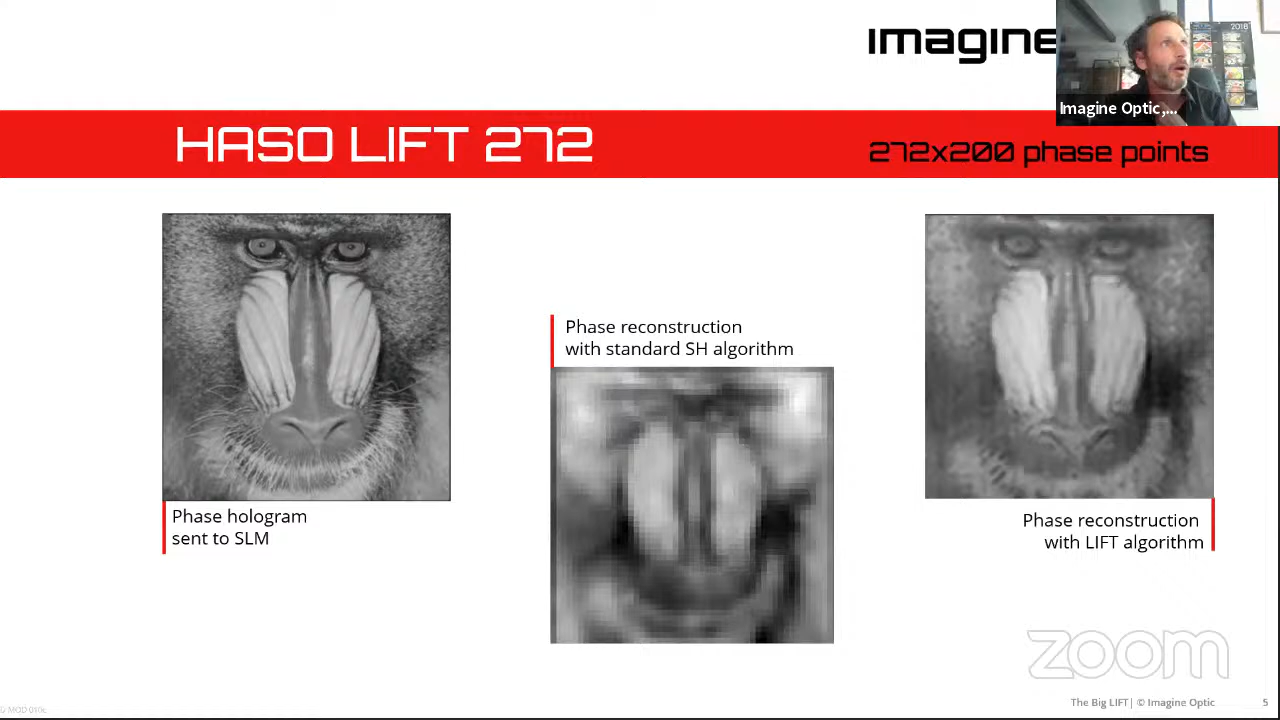 Imagine
2018
Imagine Optic,...
HASO LIFT 272
272x200 phase points
Phase reconstruction
with standard SH algorithm
Phase hologram
sent to SLM
Phase reconstruction
with LIFT algorithm
zoom
The Big LIFT| © Imagine Optic
5